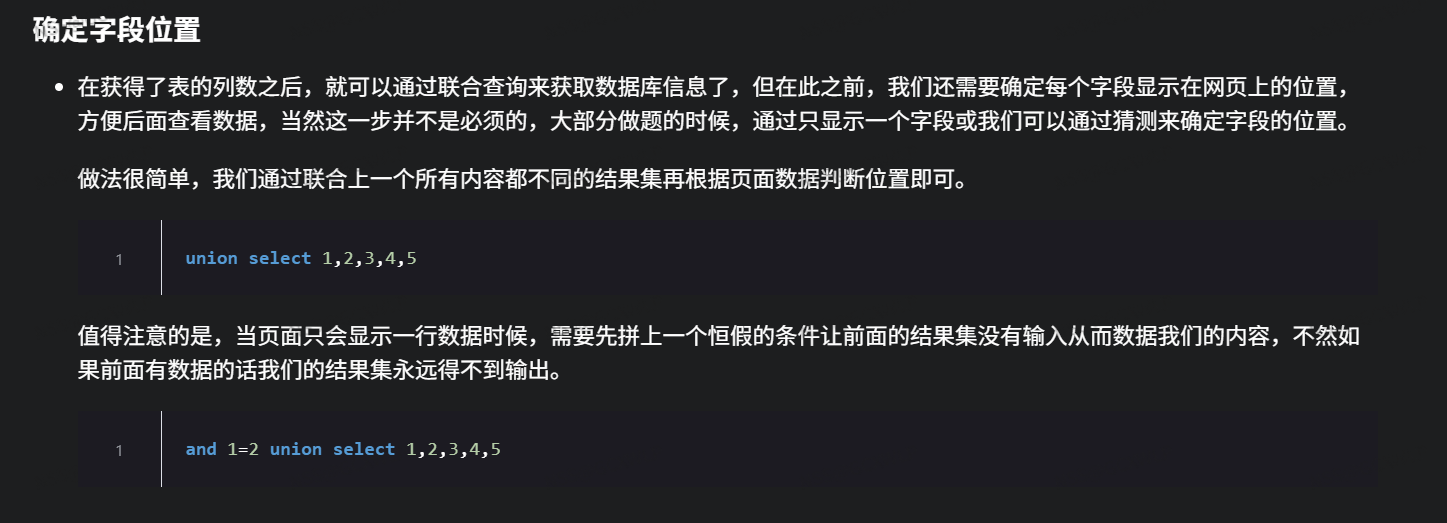 确定字段位置
在获得了表的列数之后，就可以通过联合查询来获取数据库信息了，但在此之前，我们还需要确定每个字段显示在网页上的位置，
方便后面查看数据，当然这一步并不是必须的，大部分做题的时候，通过只显示一个字段或我们可以通过猜测来确定字段的位置。
做法很简单，我们通过联合上一个所有内容都不同的结果集再根据页面数据判断位置即可。
1 union select 1,2,3,4,5
值得注意的是，当页面只会显示一行数据时候，需要先拼上一个恒假的条件让前面的结果集没有输入从而数据我们的内容，不然如
果前面有数据的话我们的结果集永远得不到输出。
1 and 1=2 union select 1,2,3,4,5